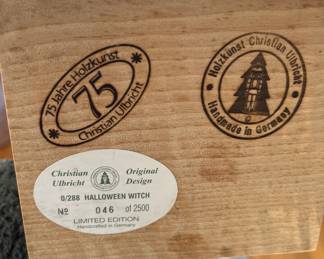 75 Jahre Holzkunst
75
Christian Ulbricht
Holzkunst Christian Ulbricht
Handmade in Germany
Christian Ulbricht Original Design
0/288 HALLOWEEN WITCH
No 046 of 2500
LIMITED EDITION
Handcrafted in Germany